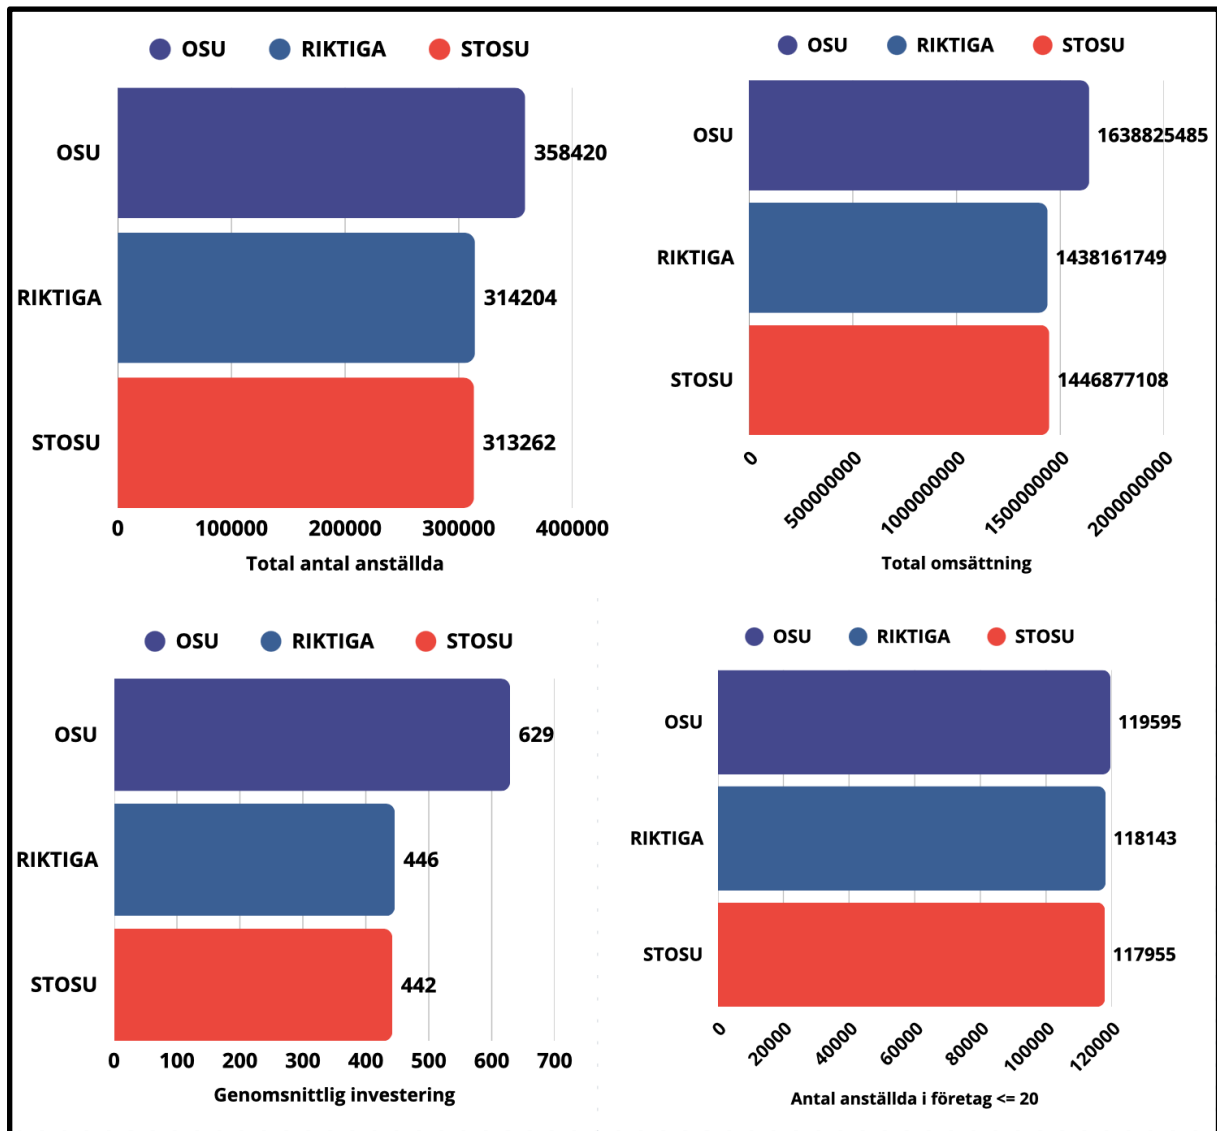 OSU RIKTIGA STOSU
OSU 358420
RIKTIGA 314204
STOSU 313262
0 100000 200000 300000 400000
Total antal anställda
OSU RIKTIGA STOSU
OSU 1638825485
RIKTIGA 1438161749
STOSU 1446877108
0 500000000 1000000000 1500000000 2000000000
Total omsättning
OSU RIKTIGA STOSU
OSU 629
RIKTIGA 446
STOSU 442
0 100 200 300 400 500 600 700
Genomsnittlig investering
OSU RIKTIGA STOSU
OSU 119595
RIKTIGA 118143
STOSU 117955
0 20000 40000 60000 80000 100000 120000
Antal anställda i företag <= 20